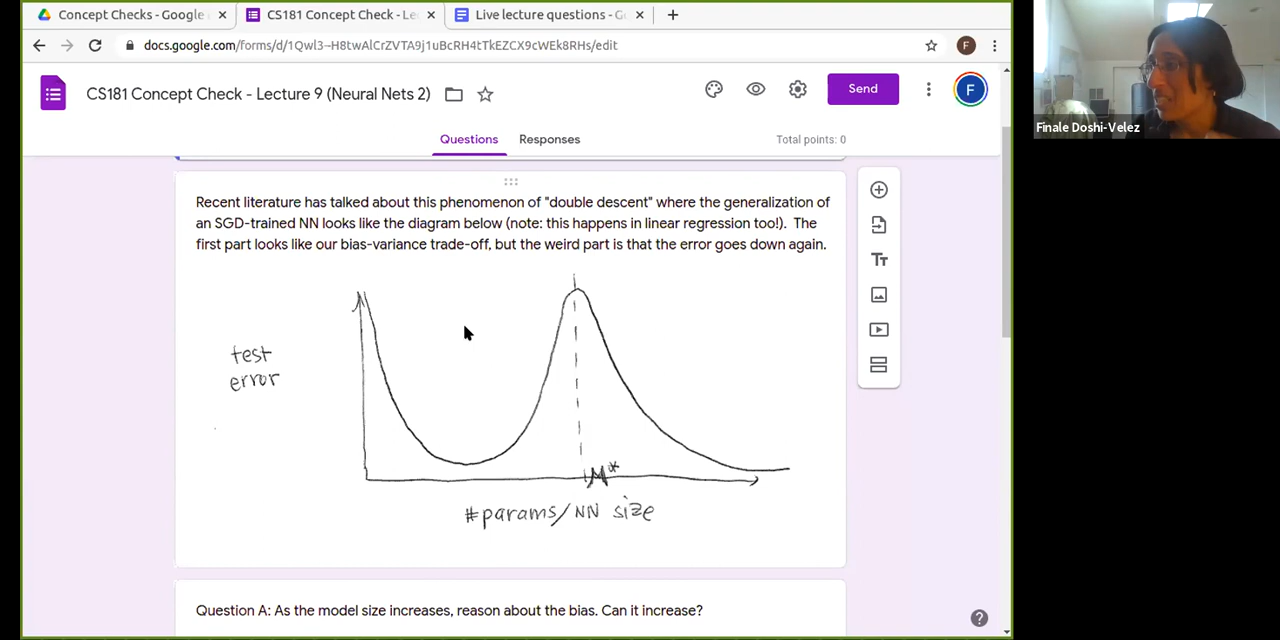 Concept Checks - Google
CS181 Concept Check - Le
Live lecture questions - G
docs.google.com/forms/d/1Qwl3-H8twAlCrZVTA9j1uBcRH4tTkEZCX9cWEk8RHs/edit
F
CS181 Concept Check - Lecture 9 (Neural Nets 2)
Send
F
Finale Doshi-Velez
Questions
Responses
Total points: 0
Recent literature has talked about this phenomenon of "double descent" where the generalization of
an SGD-trained NN looks like the diagram below (note: this happens in linear regression too!). The
first part looks like our bias-variance trade-off, but the weird part is that the error goes down again.
Tт
test
error
M*
#params/NN size
Question A: As the model size increases, reason about the bias. Can it increase?